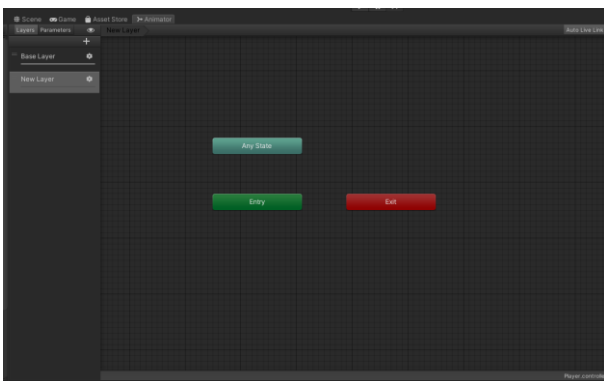 Scene Game Asset Store Animator
Layers Parameters New Layer Auto Live Link
Base Layer
New Layer
Any State
Entry Exit
Player controlle